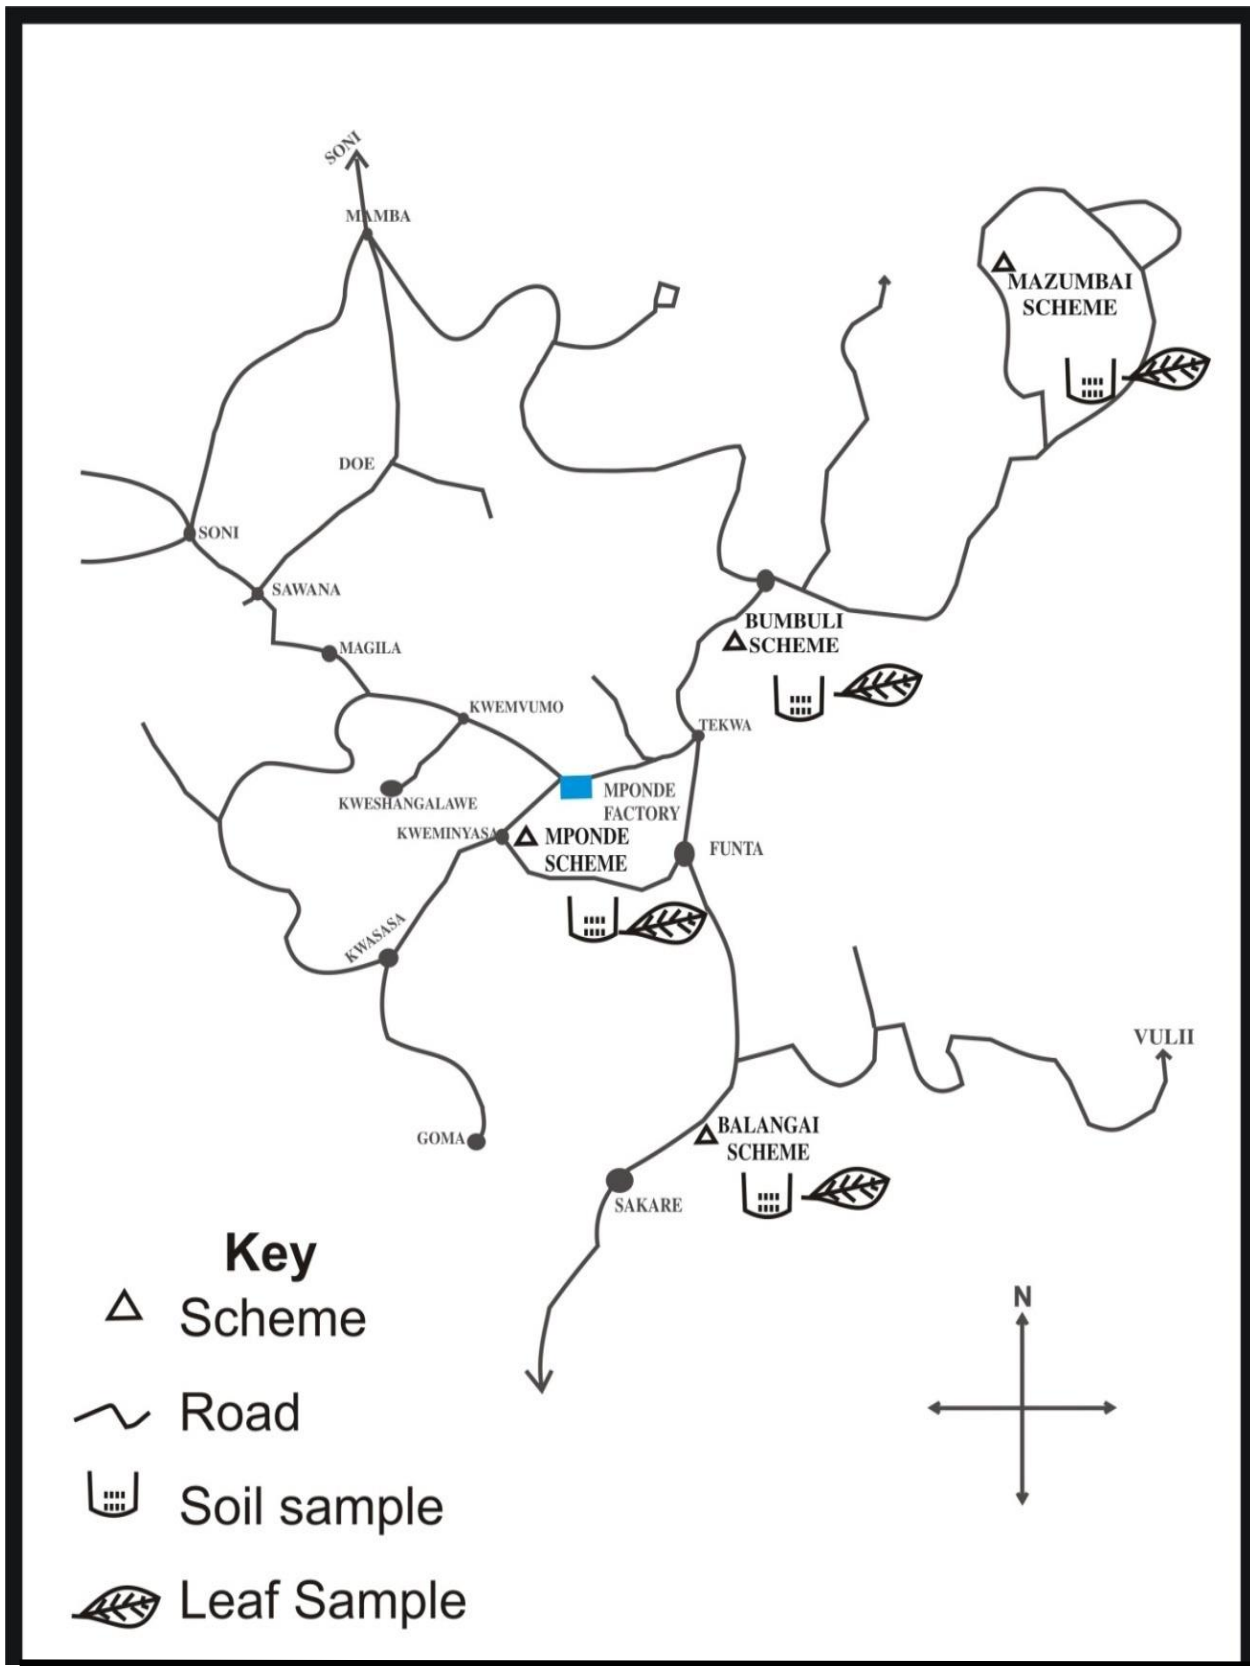 SONI
MAMBA
MAZUMBAI
SCHEME
DOE
SONI
SAWANA
BUMBULI
SCHEME
MAGILA
KWEMVUMO
TEKWA
KWESHANGALAWE
MPONDE
FACTORY
KWEMINYASA
MPONDE
SCHEME
FUNTA
KWASASA
VULII
GOMA
BALANGAI
SCHEME
SAKARE
Key
Scheme
Road
Soil sample
Leaf Sample
N